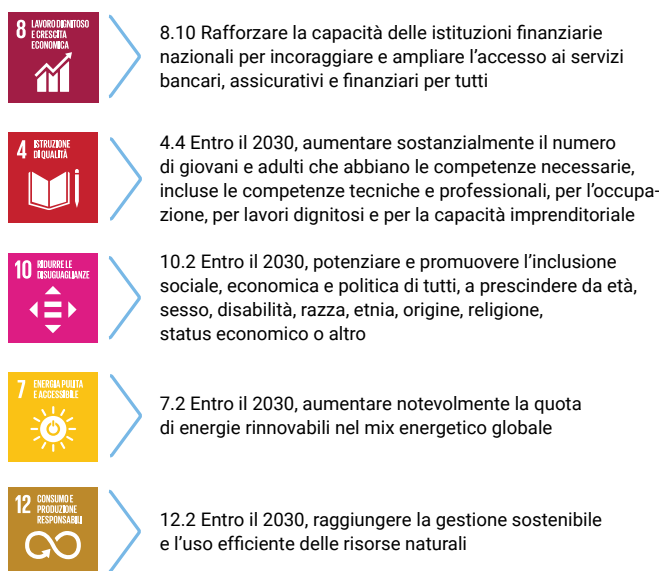 8 LAVORO DIGNITOSO
E CRESCITA
ECONOMICA
8.10 Rafforzare la capacità delle istituzioni finanziarie
nazionali per incoraggiare e ampliare l’accesso ai servizi
bancari, assicurativi e finanziari per tutti
4 ISTRUZIONE
DI QUALITÀ
4.4 Entro il 2030, aumentare sostanzialmente il numero
di giovani e adulti che abbiano le competenze necessarie,
incluse le competenze tecniche e professionali, per l’occupa-
zione, per lavori dignitosi e per la capacità imprenditoriale
10 RIDURRE LE
DISUGUAGLIANZE
10.2 Entro il 2030, potenziare e promuovere l’inclusione
sociale, economica e politica di tutti, a prescindere da età,
sesso, disabilità, razza, etnia, origine, religione,
status economico o altro
7 ENERGIA PULITA
E ACCESSIBILE
7.2 Entro il 2030, aumentare notevolmente la quota
di energie rinnovabili nel mix energetico globale
12 CONSUMO E
PRODUZIONE
RESPONSABILI
12.2 Entro il 2030, raggiungere la gestione sostenibile
e l’uso efficiente delle risorse naturali